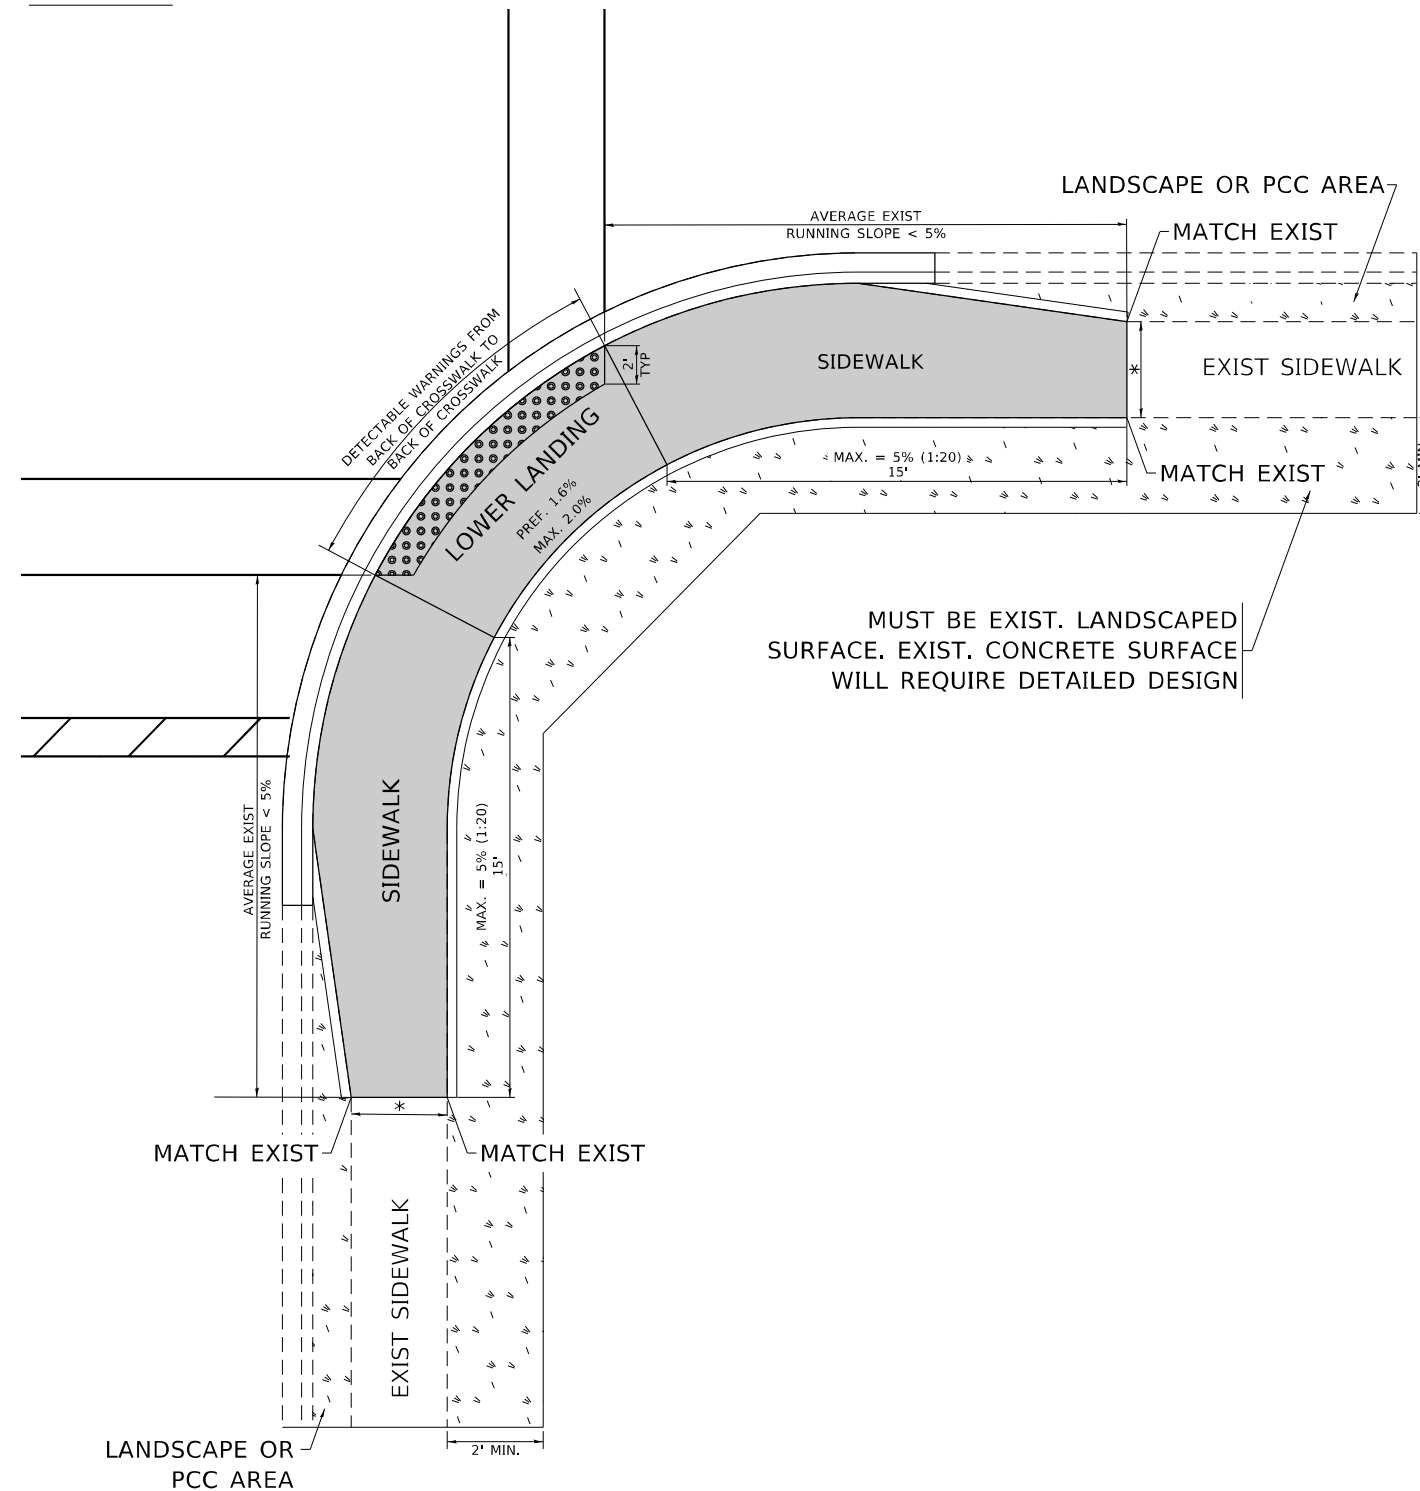 LANDSCAPE OR PCC AREA
AVERAGE EXIST
RUNNING SLOPE < 5%
MATCH EXIST
DETECTABLE WARNINGS FROM
BACK OF CROSSWALK TO
BACK OF CROSSWALK
2'
TYP
SIDEWALK
*
EXIST SIDEWALK
LOWER LANDING
PREF. 1.6%
MAX. 2.0%
MAX. = 5% (1:20)
15'
MATCH EXIST
MUST BE EXIST. LANDSCAPED
SURFACE. EXIST. CONCRETE SURFACE
WILL REQUIRE DETAILED DESIGN
AVERAGE EXIST
RUNNING SLOPE < 5%
SIDEWALK
MAX. = 5% (1:20)
15'
*
MATCH EXIST
MATCH EXIST
EXIST SIDEWALK
LANDSCAPE OR
PCC AREA
2' MIN.